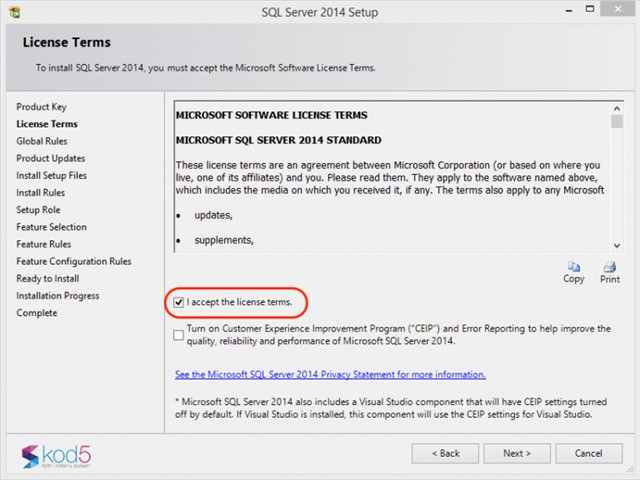 SQL Server 2014 Setup
License Terms
To install SQL Server 2014, you must accept the Microsoft Software License Terms.
Product Key
License Terms
Global Rules
Product Updates
Install Setup Files
Install Rules
Setup Role
Feature Selection
Feature Rules
Feature Configuration Rules
Ready to Install
Installation Progress
Complete
MICROSOFT SOFTWARE LICENSE TERMS
MICROSOFT SQL SERVER 2014 STANDARD
These license terms are an agreement between Microsoft Corporation (or based on where you
live, one of its affiliates) and you. Please read them. They apply to the software named above,
which includes the media on which you received it, if any. The terms also apply to any Microsoft
• updates,
• supplements,
Copy
Print
I accept the license terms.
Turn on Customer Experience Improvement Program ("CEIP") and Error Reporting to help improve the
quality, reliability and performance of Microsoft SQL Server 2014.
See the Microsoft SQL Server 2014 Privacy Statement for more information.
* Microsoft SQL Server 2014 also includes a Visual Studio component that will have CEIP settings turned
off by default. If Visual Studio is installed, this component will use the CEIP settings for Visual Studio.
kod5
< Back
Next >
Cancel